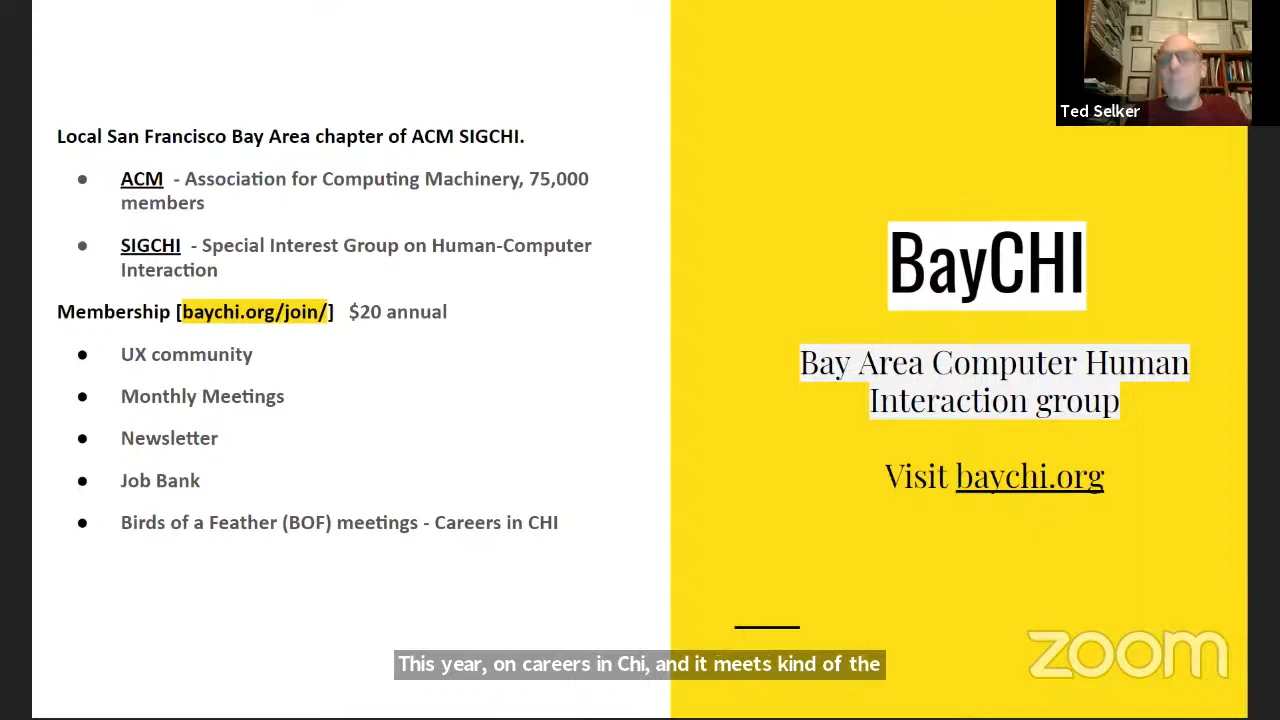 Local San Francisco Bay Area chapter of ACM SIGCHI.
● ACM - Association for Computing Machinery, 75,000
members
● SIGCHI - Special Interest Group on Human-Computer
Interaction
Membership [baychi.org/join/] $20 annual
● UX community
● Monthly Meetings
● Newsletter
● Job Bank
● Birds of a Feather (BOF) meetings - Careers in CHI
BayCHI
Bay Area Computer Human
Interaction group
Visit baychi.org
Ted Selker
This year, on careers in Chi, and it meets kind of the
zoom